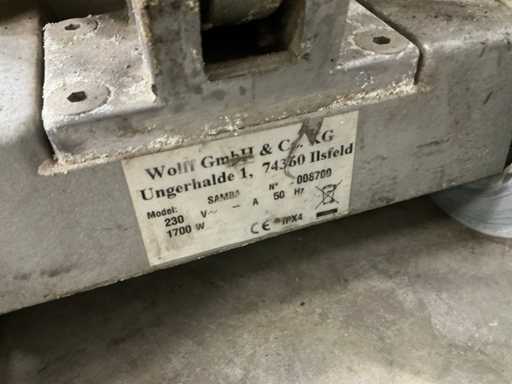 Wolff GmbH & Co. KG
Ungerhalde 1, 74360 Ilsfeld
Model: SAMBA N° 008700
230 V~ - A 50 Hz
1700 W CE IPX4